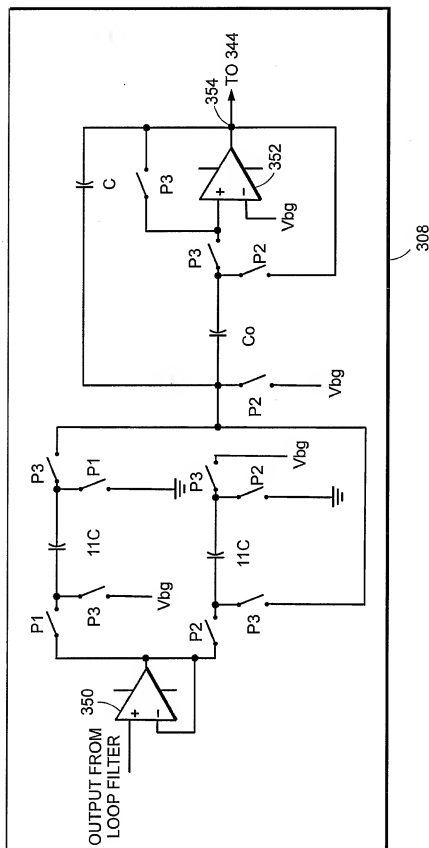 OUTPUT FROM
LOOP FILTER
350
+
−
P1
P3
Vbg
11C
P3
P1
P2
P3
11C
P3
P2
Vbg
P2
Vbg
Co
C
P3
P3
P2
+
−
Vbg
352
354
TO 344
308